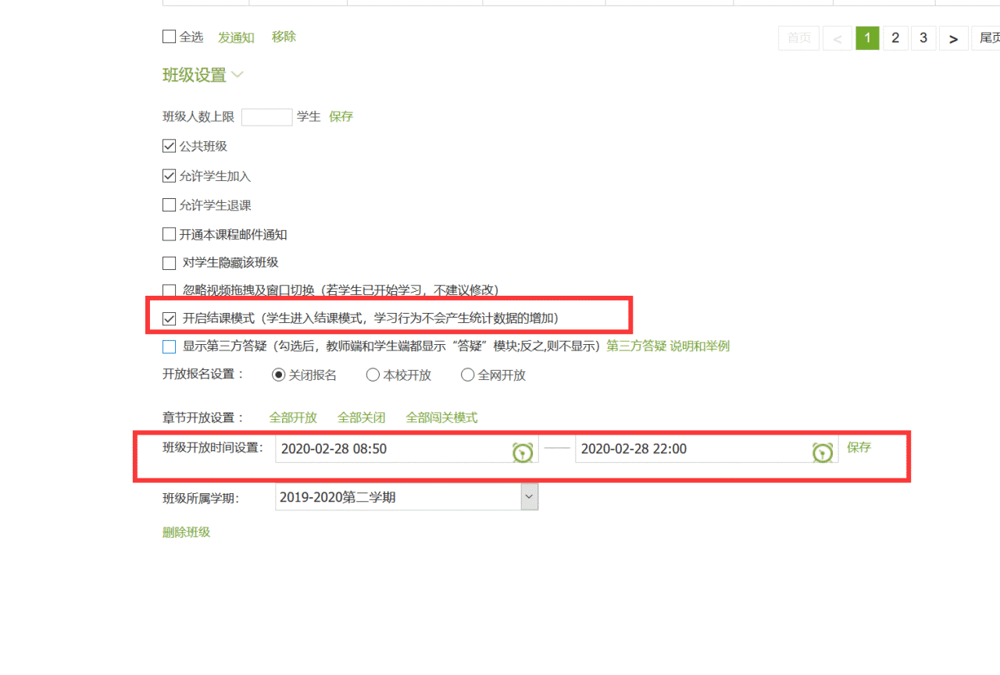 全选 发通知 移除 首页 < 1 2 3 > 尾页
班级设置
班级人数上限 学生 保存
公共班级
允许学生加入
允许学生退课
开通本课程邮件通知
对学生隐藏该班级
忽略视频拖拽及窗口切换（若学生已开始学习，不建议修改）
开启结课模式（学生进入结课模式，学习行为不会产生统计数据的增加）
显示第三方答疑（勾选后，教师端和学生端都显示“答疑”模块;反之,则不显示）第三方答疑 说明和举例
开放报名设置： 关闭报名 本校开放 全网开放
章节开放设置： 全部开放 全部关闭 全部闯关模式
班级开放时间设置： 2020-02-28 08:50 —— 2020-02-28 22:00 保存
班级所属学期： 2019-2020第二学期
删除班级